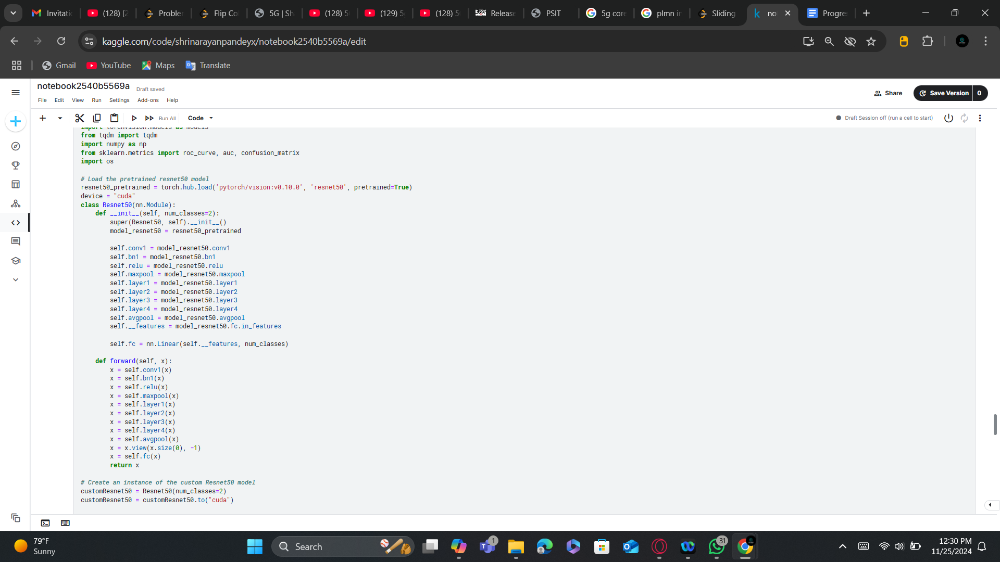 Invitati
(128) [2
Probler
Flip Co
5G | Sh
(128) 5
(129) 5
(128) 5
Release
PSIT
5g core
plmn in
Sliding
no
Progre
kaggle.com/code/shrinarayanpandeyx/notebook2540b5569a/edit
Gmail
YouTube
Maps
Translate
notebook2540b5569a
Draft saved
File Edit View Run Settings Add-ons Help
Share
Save Version 0
Run All
Code
Draft Session off (run a cell to start)
import torchvision.models as models
from tqdm import tqdm
import numpy as np
from sklearn.metrics import roc_curve, auc, confusion_matrix
import os
# Load the pretrained resnet50 model
resnet50_pretrained = torch.hub.load('pytorch/vision:v0.10.0', 'resnet50', pretrained=True)
device = "cuda"
class Resnet50(nn.Module):
    def __init__(self, num_classes=2):
        super(Resnet50, self).__init__()
        model_resnet50 = resnet50_pretrained
        self.conv1 = model_resnet50.conv1
        self.bn1 = model_resnet50.bn1
        self.relu = model_resnet50.relu
        self.maxpool = model_resnet50.maxpool
        self.layer1 = model_resnet50.layer1
        self.layer2 = model_resnet50.layer2
        self.layer3 = model_resnet50.layer3
        self.layer4 = model_resnet50.layer4
        self.avgpool = model_resnet50.avgpool
        self.__features = model_resnet50.fc.in_features
        self.fc = nn.Linear(self.__features, num_classes)
    def forward(self, x):
        x = self.conv1(x)
        x = self.bn1(x)
        x = self.relu(x)
        x = self.maxpool(x)
        x = self.layer1(x)
        x = self.layer2(x)
        x = self.layer3(x)
        x = self.layer4(x)
        x = self.avgpool(x)
        x = x.view(x.size(0), -1)
        x = self.fc(x)
        return x
# Create an instance of the custom Resnet50 model
customResnet50 = Resnet50(num_classes=2)
customResnet50 = customResnet50.to("cuda")
79°F
Sunny
Search
1
31
12:30 PM
11/25/2024